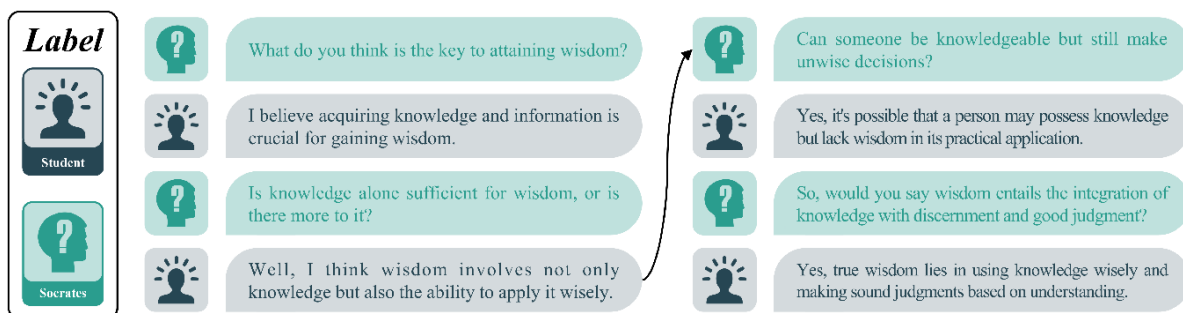 Label
Student
Socrates
What do you think is the key to attaining wisdom?
I believe acquiring knowledge and information is
crucial for gaining wisdom.
Is knowledge alone sufficient for wisdom, or is
there more to it?
Well, I think wisdom involves not only
knowledge but also the ability to apply it wisely.
Can someone be knowledgeable but still make
unwise decisions?
Yes, it's possible that a person may possess knowledge
but lack wisdom in its practical application.
So, would you say wisdom entails the integration of
knowledge with discernment and good judgment?
Yes, true wisdom lies in using knowledge wisely and
making sound judgments based on understanding.